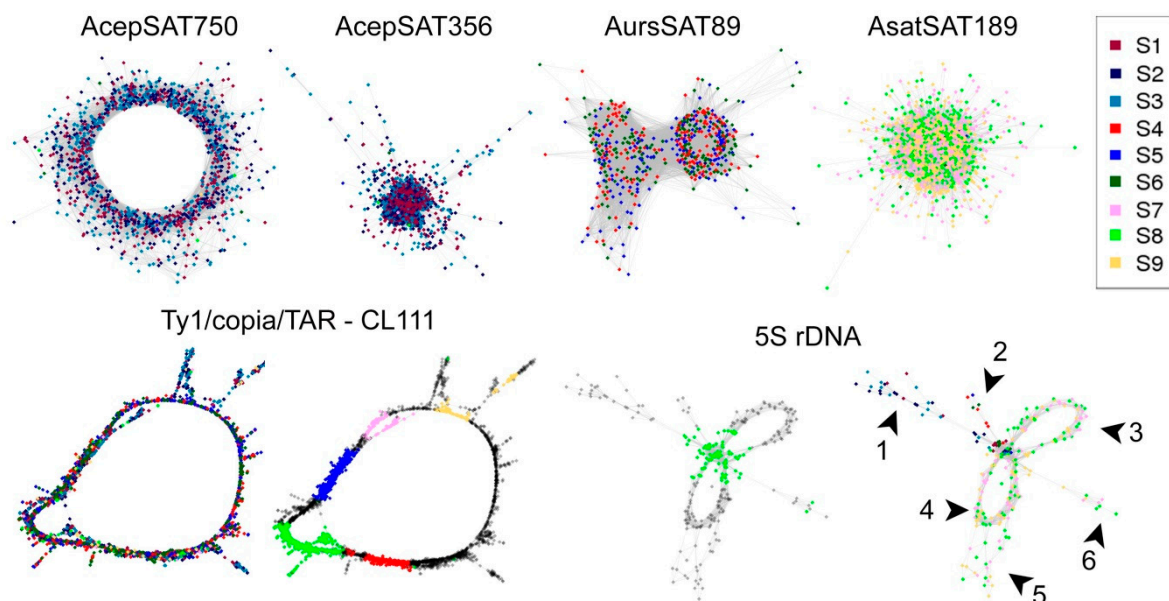 AcepSAT750
AcepSAT356
AursSAT89
AsatSAT189
S1
S2
S3
S4
S5
S6
S7
S8
S9
Ty1/copia/TAR - CL111
5S rDNA
1
2
3
4
5
6